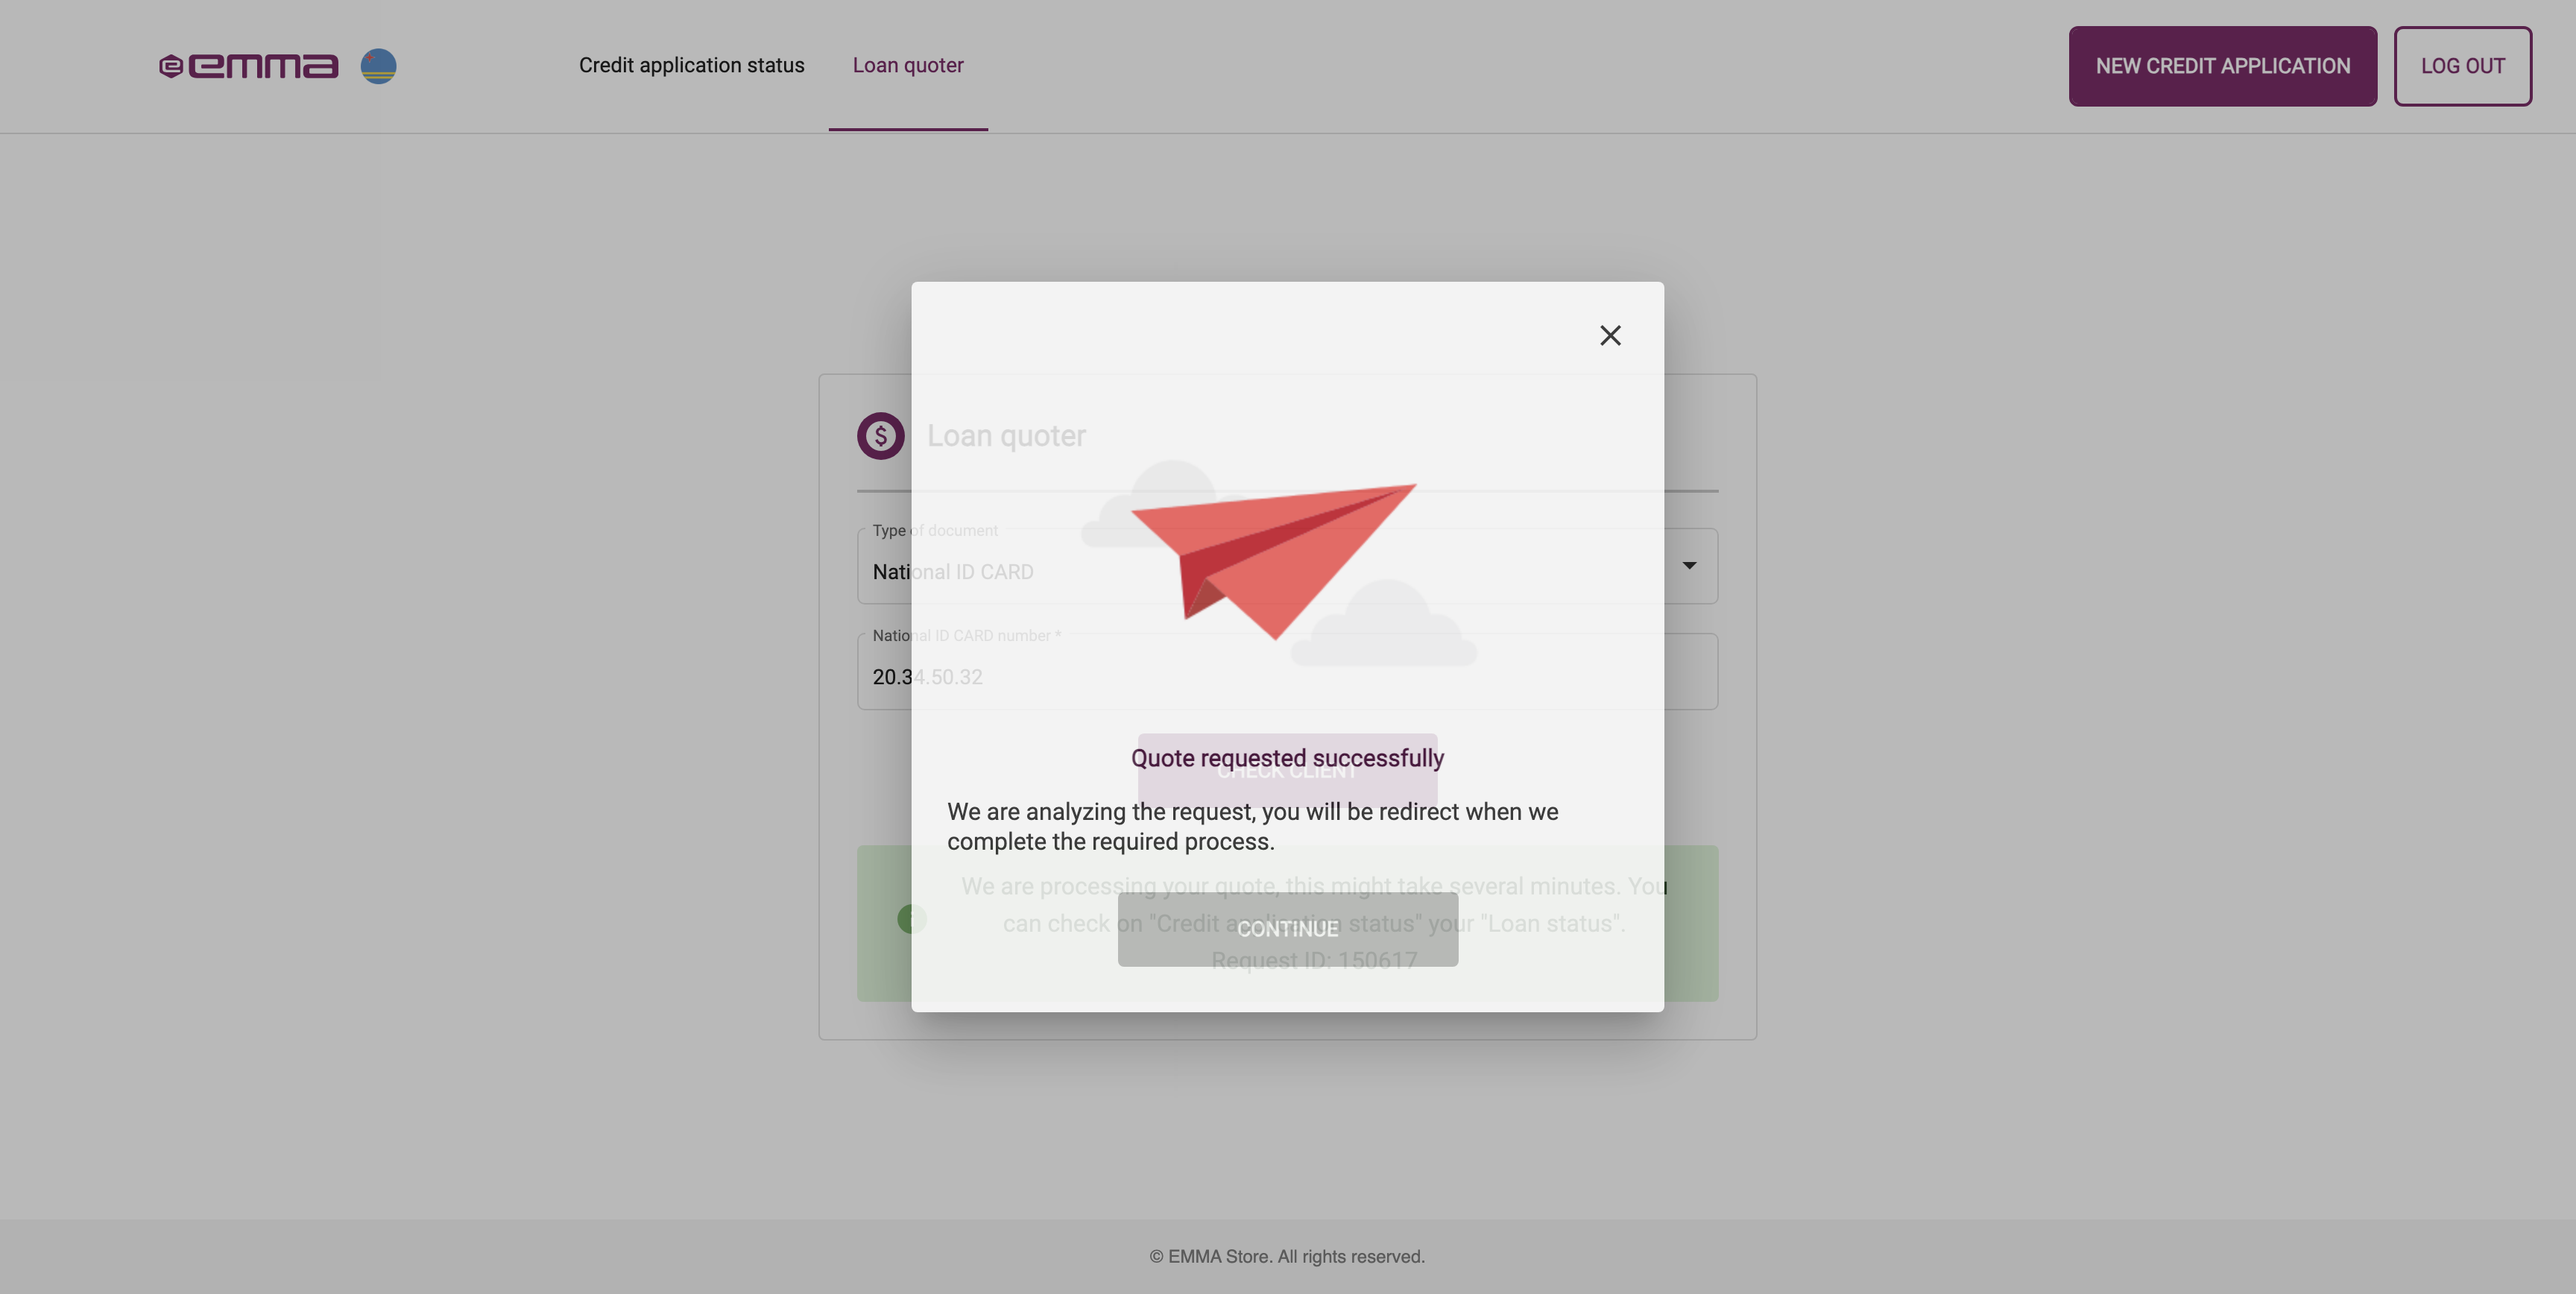 emma
Credit application status
Loan quoter
NEW CREDIT APPLICATION
LOG OUT
Loan quoter
Type of document
National ID CARD
National ID CARD number *
20.34.50.32
Quote requested successfully
CHECK CLIENT
We are analyzing the request, you will be redirect when we
complete the required process.
We are processing your quote, this might take several minutes. You
can check on "Credit application status" your "Loan status".
CONTINUE
Request ID: 150617
© EMMA Store. All rights reserved.